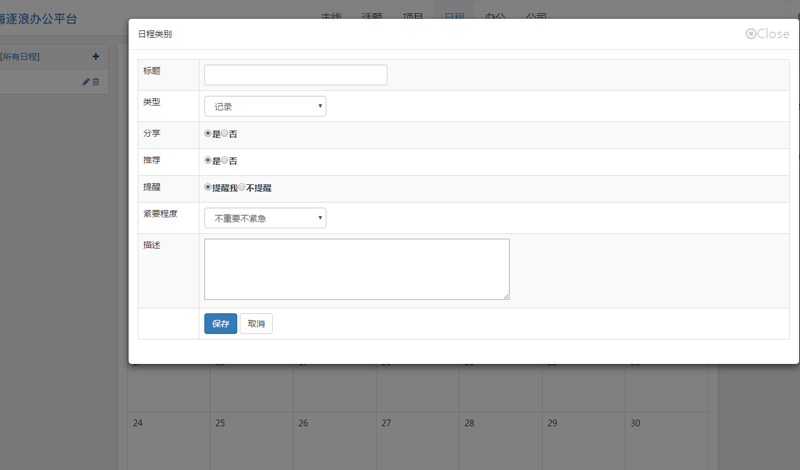 海逐浪办公平台 主线 话题 项目 日程 办公 公司
[所有日程]
日程类别
Close
标题
类型 记录
分享 是 否
推荐 是 否
提醒 提醒我 不提醒
紧要程度 不重要不紧急
描述
保存 取消
24 25 26 27 28 29 30